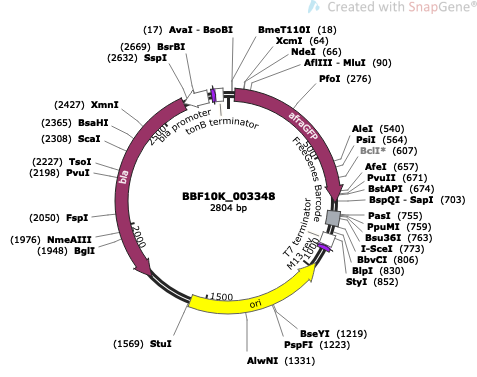 Created with SnapGene®
(17) AvaI - BsoBI
BmeT110I (18)
XcmI (64)
NdeI (66)
AflIII - MluI (90)
PfoI (276)
(2669) BsrBI
(2632) SspI
(2427) XmnI
(2365) BsaHI
(2308) ScaI
(2227) TsoI
(2198) PvuI
(2050) FspI
(1976) NmeAIII
(1948) BglI
AleI (540)
PsiI (564)
BclI* (607)
AfeI (657)
PvuII (671)
BstAPI (674)
BspQI - SapI (703)
PasI (755)
PpuMI (759)
Bsu36I (763)
I-SceI (773)
BbvCI (806)
BlpI (830)
StyI (852)
BseYI (1219)
PspFI (1223)
AlwNI (1331)
(1569) StuI
bla promoter
tonB terminator
afraGFP
FreeGenes Barcode
T7 terminator
M13 rev
ori
bla
500
1000
1500
2000
2500
BBF10K_003348
2804 bp